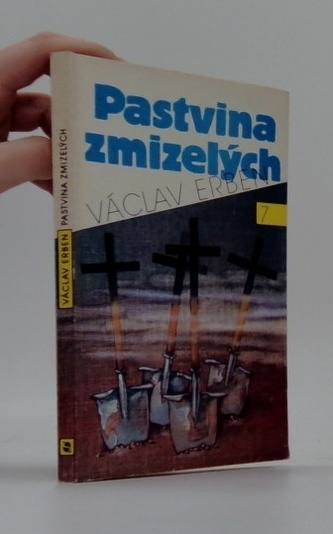 Pastvina
zmizelých
VÁCLAV ERBEN
7
VÁCLAV ERBEN PASTVINA ZMIZELÝCH